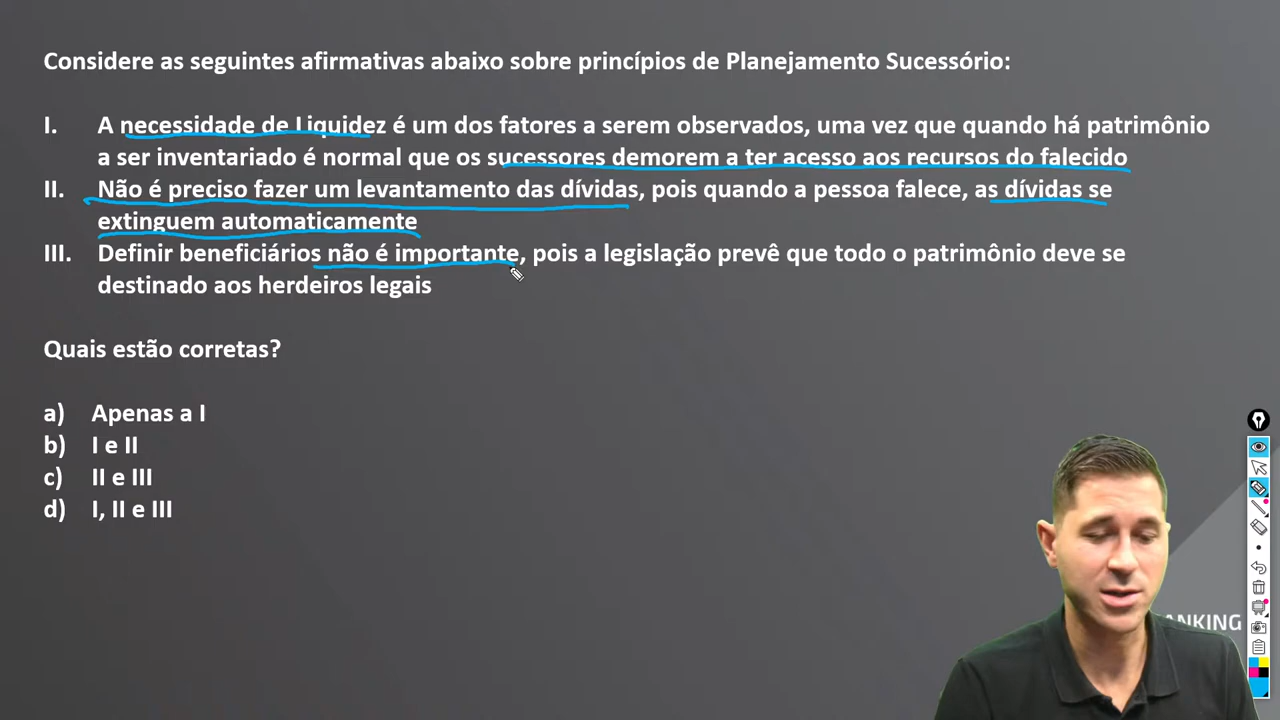 Considere as seguintes afirmativas abaixo sobre princípios de Planejamento Sucessório:
I. A necessidade de Liquidez é um dos fatores a serem observados, uma vez que quando há patrimônio
a ser inventariado é normal que os sucessores demorem a ter acesso aos recursos do falecido
II. Não é preciso fazer um levantamento das dívidas, pois quando a pessoa falece, as dívidas se
extinguem automaticamente
III. Definir beneficiários não é importante, pois a legislação prevê que todo o patrimônio deve se
destinado aos herdeiros legais
Quais estão corretas?
a) Apenas a I
b) I e II
c) II e III
d) I, II e III
ANKING